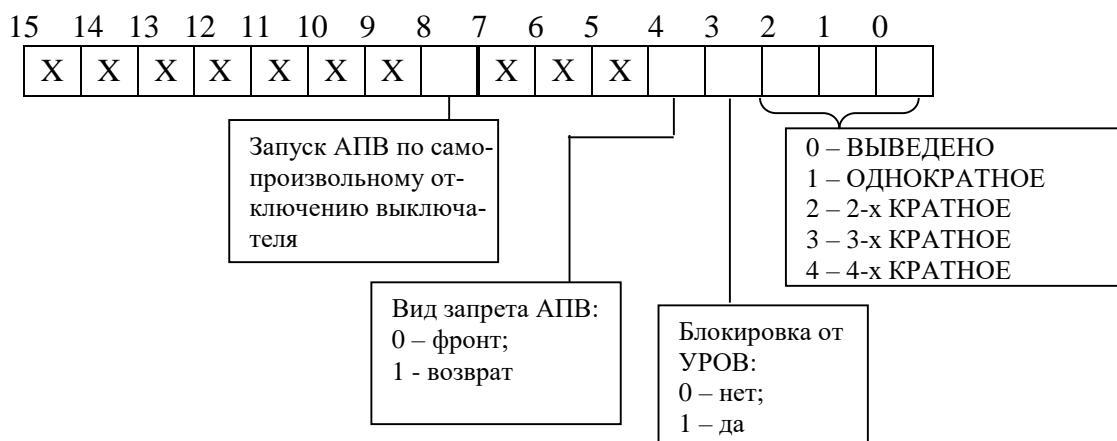 15 14 13 12 11 10 9 8 7 6 5 4 3 2 1 0
X X X X X X X X X X
Запуск АПВ по само-
произвольному от-
ключению выключа-
теля
0 – ВЫВЕДЕНО
1 – ОДНОКРАТНОЕ
2 – 2-х КРАТНОЕ
3 – 3-х КРАТНОЕ
4 – 4-х КРАТНОЕ
Вид запрета АПВ:
0 – фронт;
1 - возврат
Блокировка от
УРОВ:
0 – нет;
1 – да